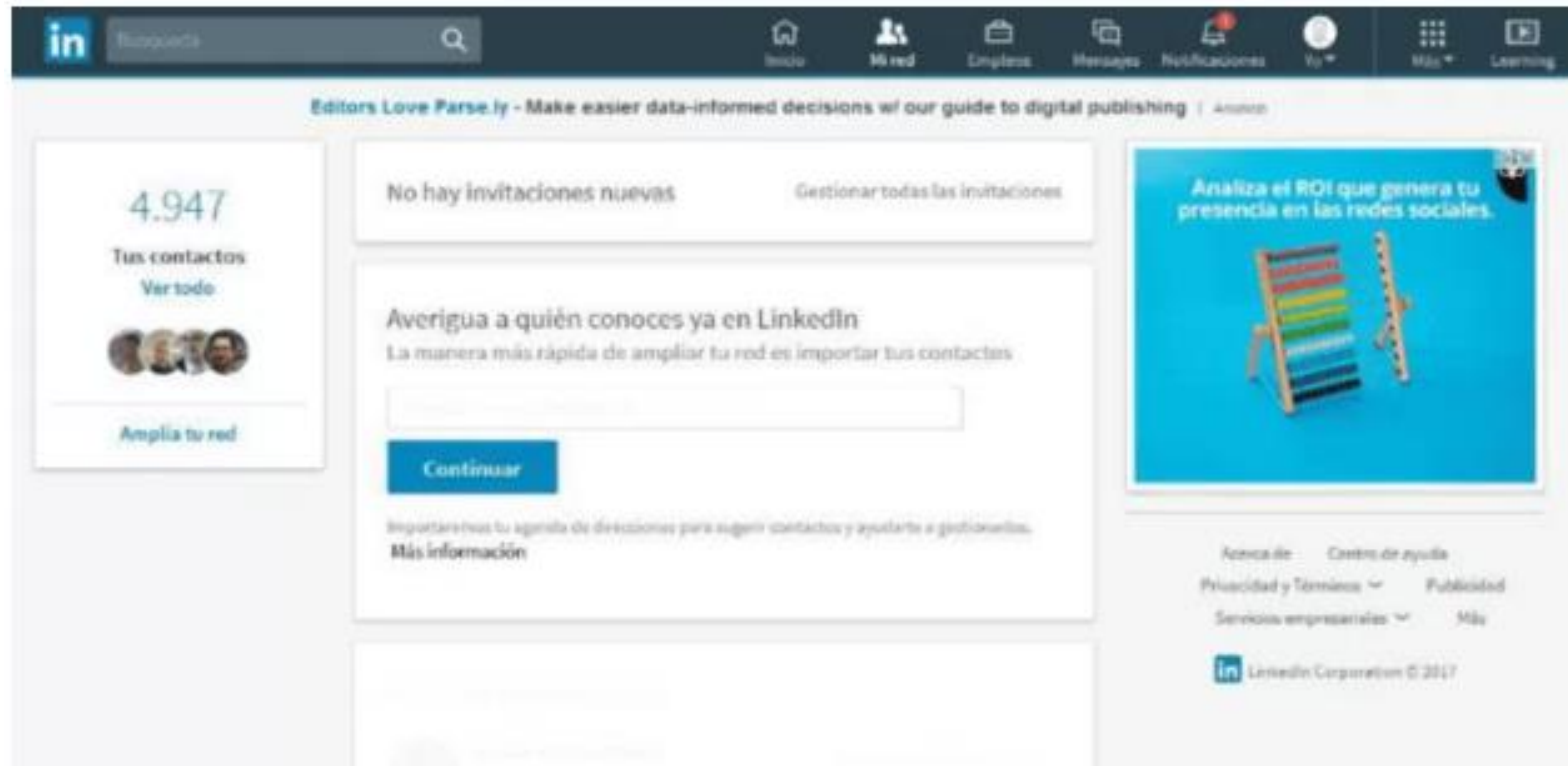 in
Búsqueda
Inicio
Mi red
Empleos
Mensajes
Notificaciones
Yo
Más
Learning
Editors Love Parse.ly - Make easier data-informed decisions w/ our guide to digital publishing | Anuncio
4.947
Tus contactos
Ver todo
Amplía tu red
No hay invitaciones nuevas
Gestionar todas las invitaciones
Averigua a quién conoces ya en LinkedIn
La manera más rápida de ampliar tu red es importar tus contactos
Continuar
Importaremos tu agenda de direcciones para sugerir contactos y ayudarte a gestionarlos.
Más información
Analiza el ROI que genera tu
presencia en las redes sociales.
Acerca de Centro de ayuda
Privacidad y Términos Publicidad
Servicios empresariales Más
in LinkedIn Corporation © 2017